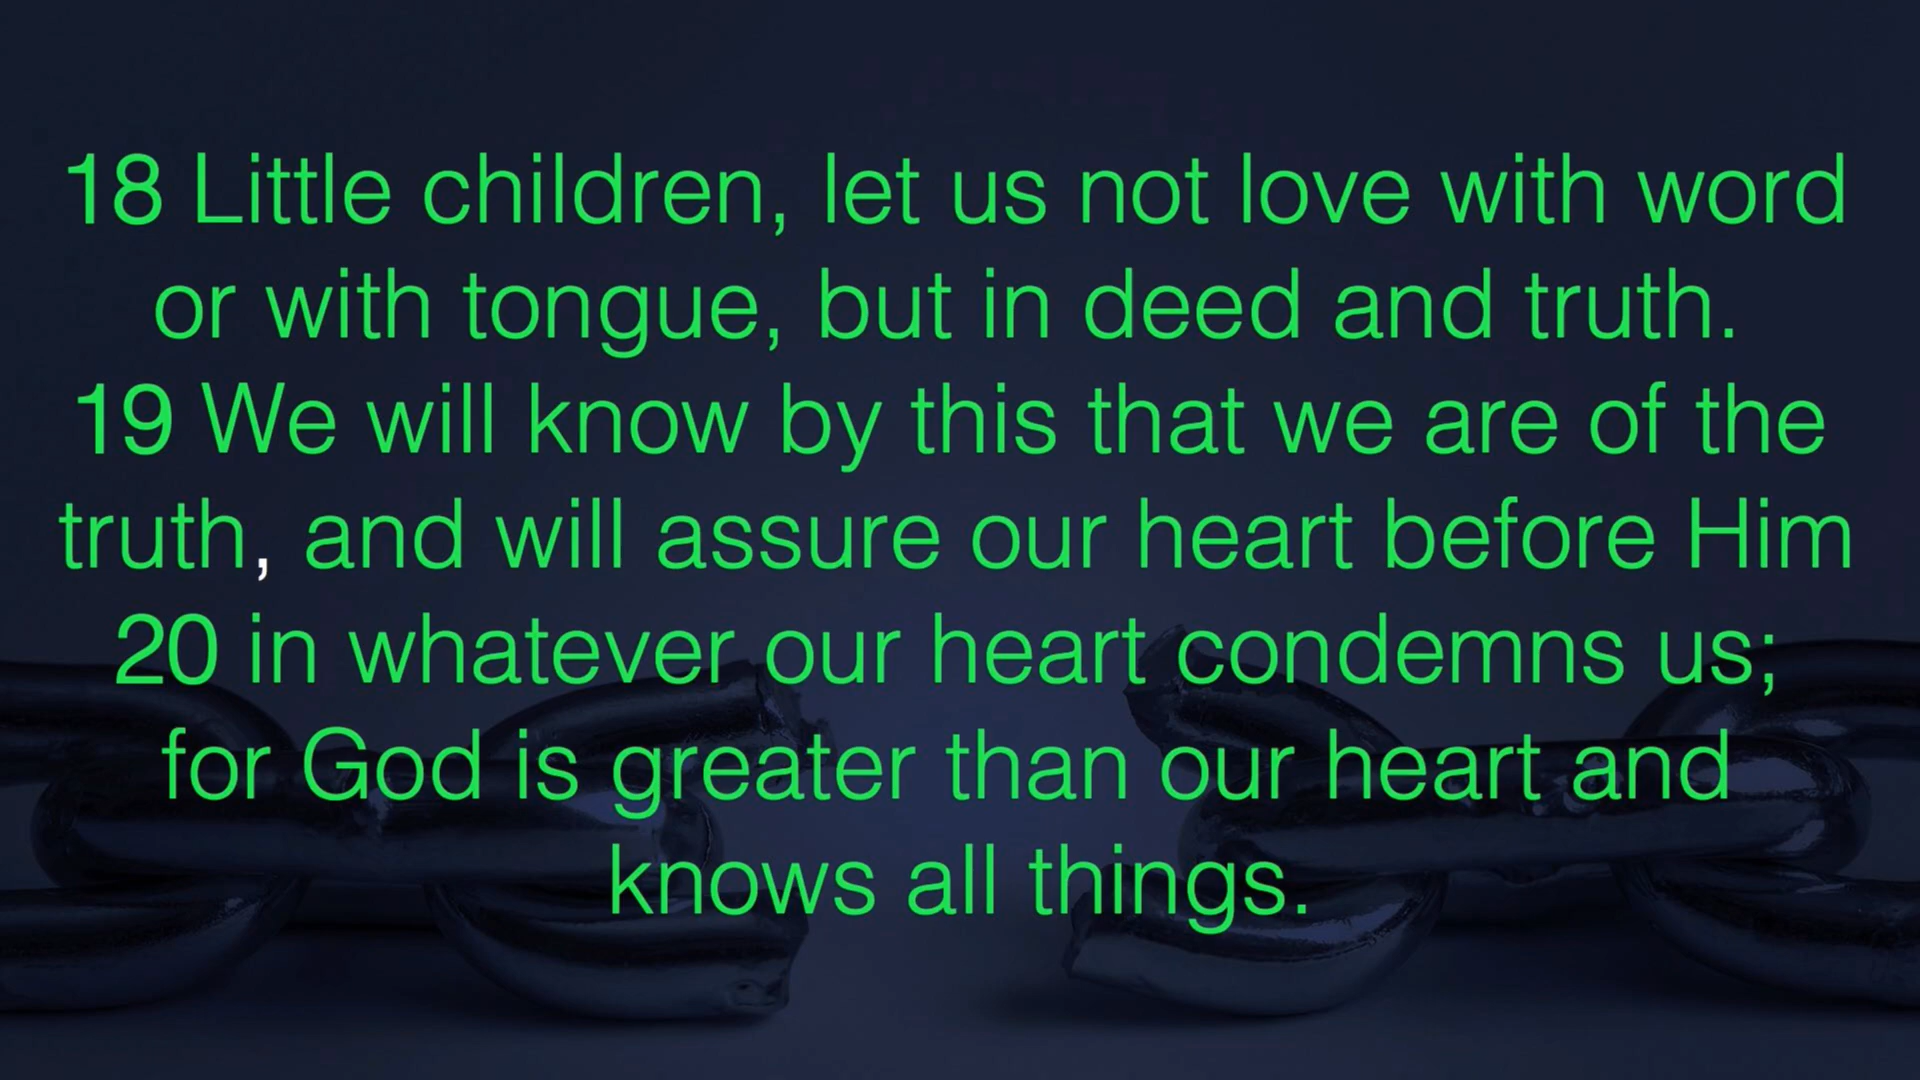 18 Little children, let us not love with word
or with tongue, but in deed and truth.
19 We will know by this that we are of the
truth, and will assure our heart before Him
20 in whatever our heart condemns us;
for God is greater than our heart and
knows all things.